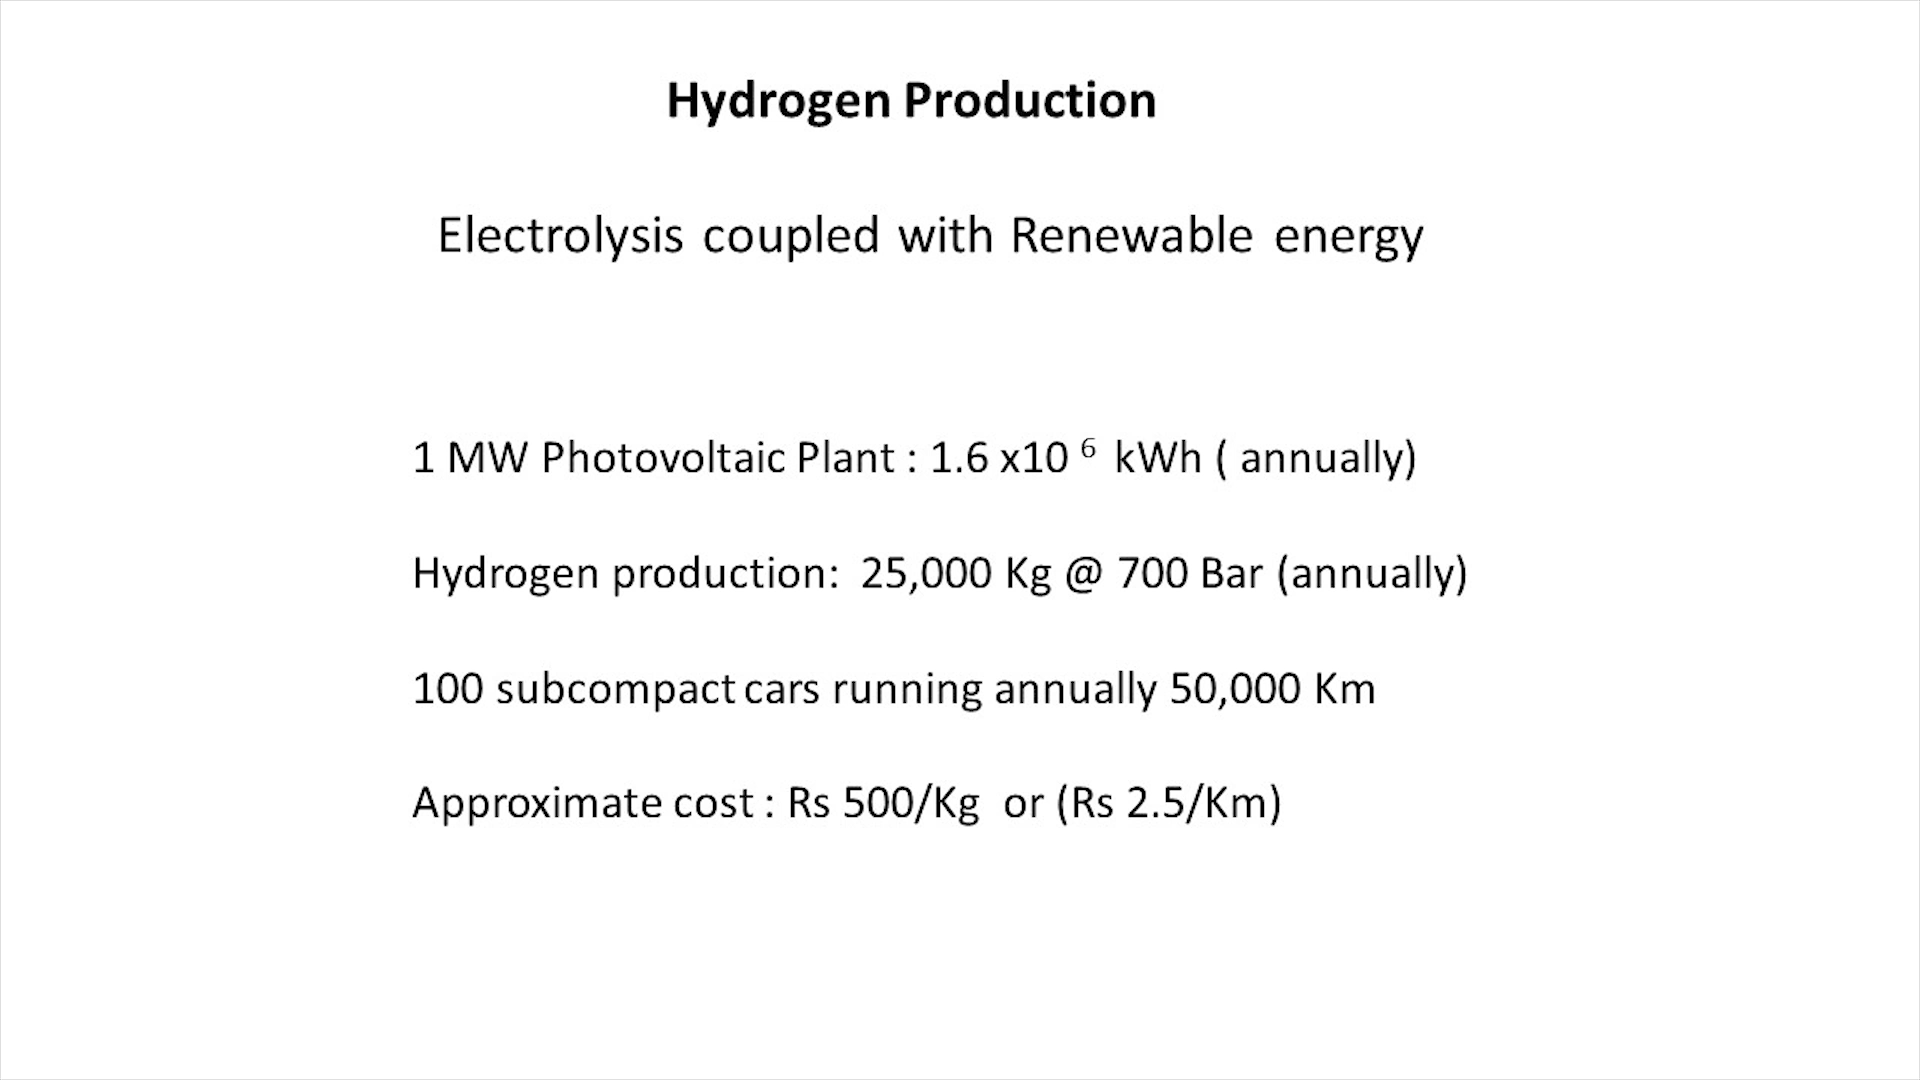 Hydrogen Production
Electrolysis coupled with Renewable energy
1 MW Photovoltaic Plant : 1.6 x10 ⁶ kWh ( annually)
Hydrogen production: 25,000 Kg @ 700 Bar (annually)
100 subcompact cars running annually 50,000 Km
Approximate cost : Rs 500/Kg or (Rs 2.5/Km)